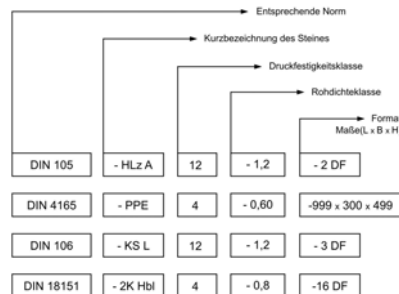 Entsprechende Norm
Kurzbezeichnung des Steines
Druckfestigkeitsklasse
Rohdichteklasse
Forma
Maße(L x B x H
DIN 105 - HLz A 12 - 1,2 - 2 DF
DIN 4165 - PPE 4 - 0,60 -999 x 300 x 499
DIN 106 - KS L 12 - 1,2 - 3 DF
DIN 18151 - 2K Hbl 4 - 0,8 -16 DF